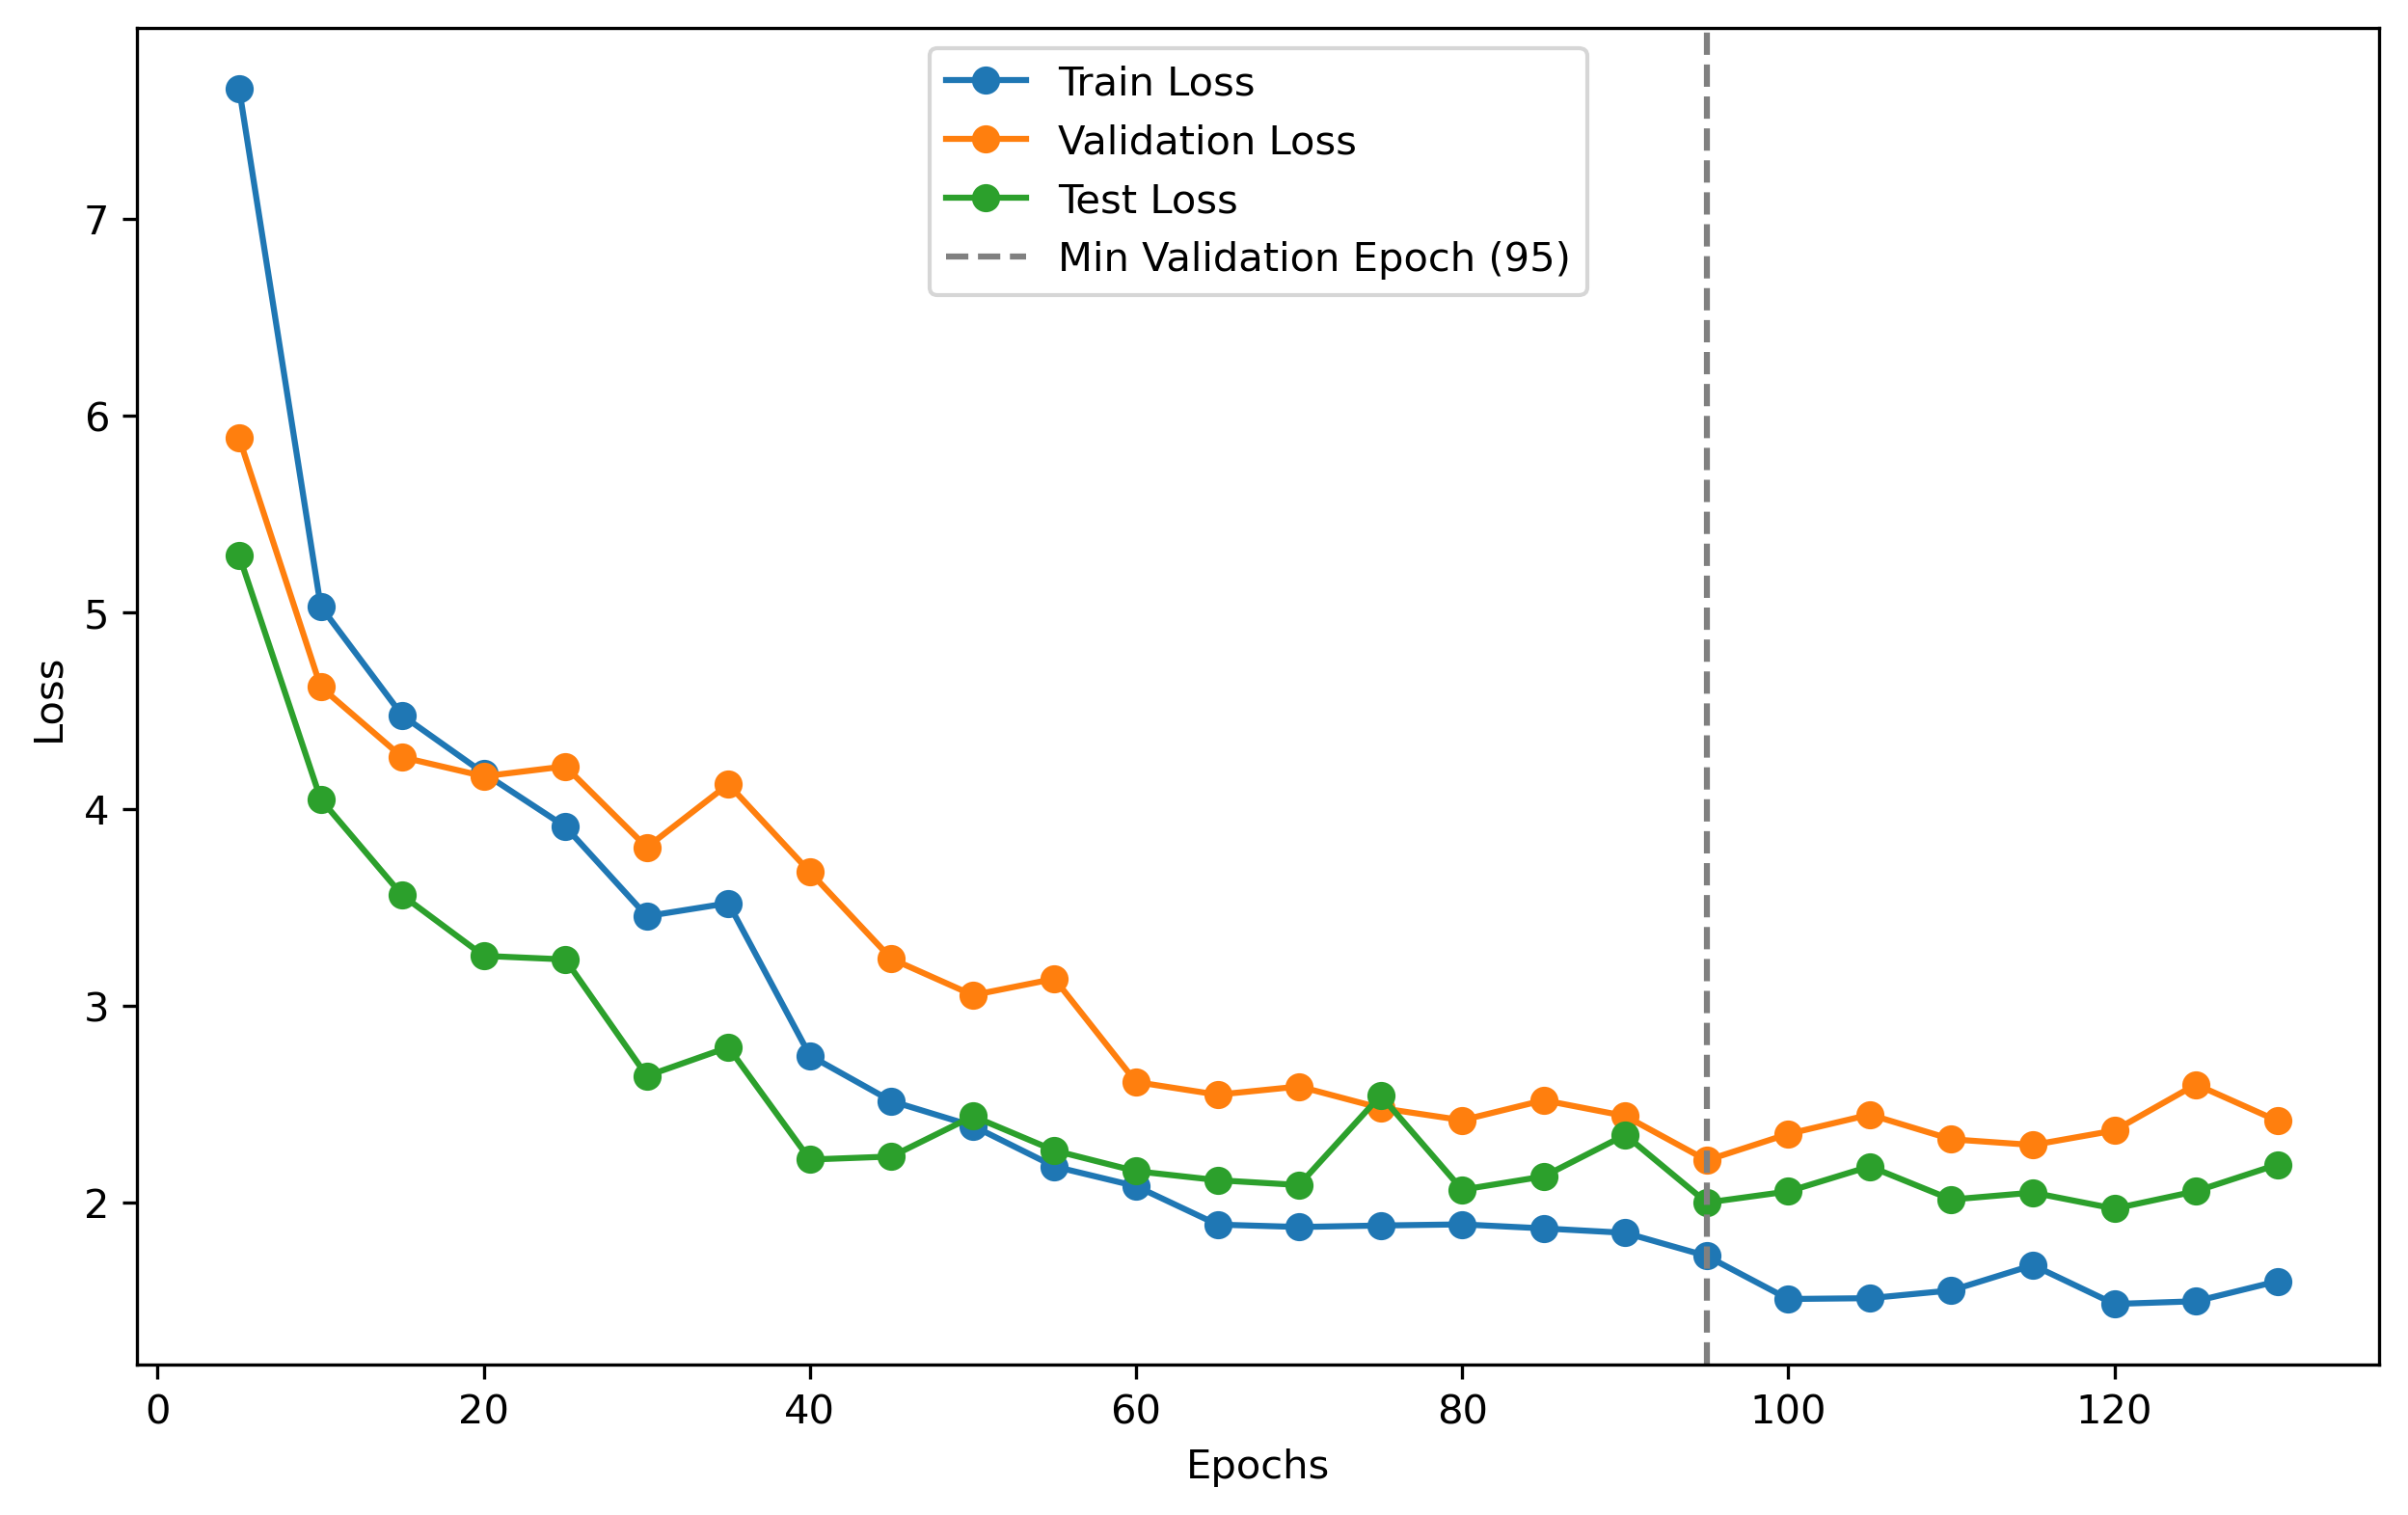 Train Loss
Validation Loss
Test Loss
Min Validation Epoch (95)
7
6
5
4
3
2
Loss
0 20 40 60 80 100 120
Epochs